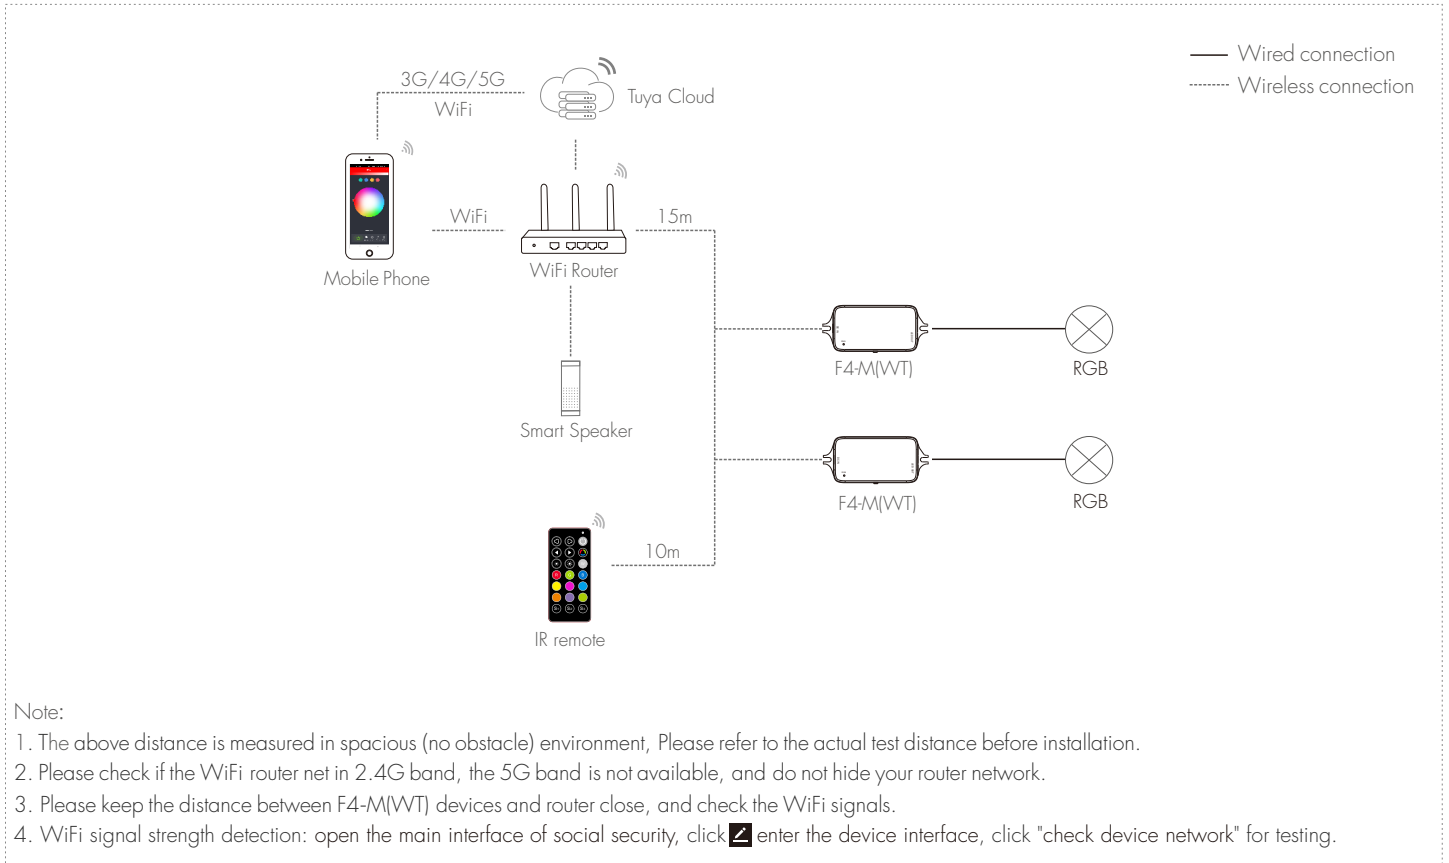 Wired connection
Wireless connection
3G/4G/5G
WiFi
Tuya Cloud
WiFi
15m
WiFi Router
Mobile Phone
F4-M(WT)
RGB
Smart Speaker
F4-M(WT)
RGB
10m
IR remote
Note:
1. The above distance is measured in spacious (no obstacle) environment, Please refer to the actual test distance before installation.
2. Please check if the WiFi router net in 2.4G band, the 5G band is not available, and do not hide your router network.
3. Please keep the distance between F4-M(WT) devices and router close, and check the WiFi signals.
4. WiFi signal strength detection: open the main interface of social security, click enter the device interface, click "check device network" for testing.